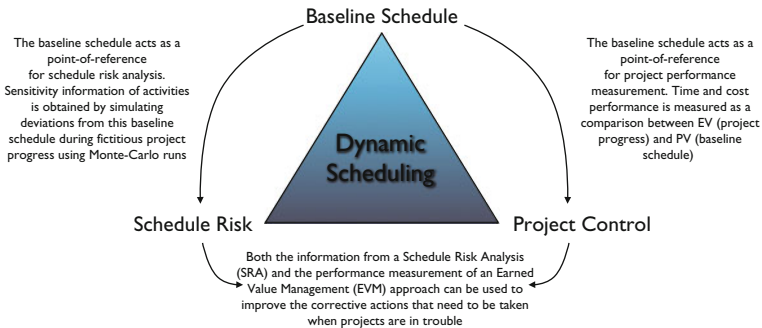 Baseline Schedule
The baseline schedule acts as a
point-of-reference
for schedule risk analysis.
Sensitivity information of activities
is obtained by simulating
deviations from this baseline
schedule during fictitious project
progress using Monte-Carlo runs
The baseline schedule acts as a
point-of-reference
for project performance
measurement. Time and cost
performance is measured as a
comparison between EV (project
progress) and PV (baseline
schedule)
Dynamic
Scheduling
Schedule Risk
Project Control
Both the information from a Schedule Risk Analysis
(SRA) and the performance measurement of an Earned
Value Management (EVM) approach can be used to
improve the corrective actions that need to be taken
when projects are in trouble